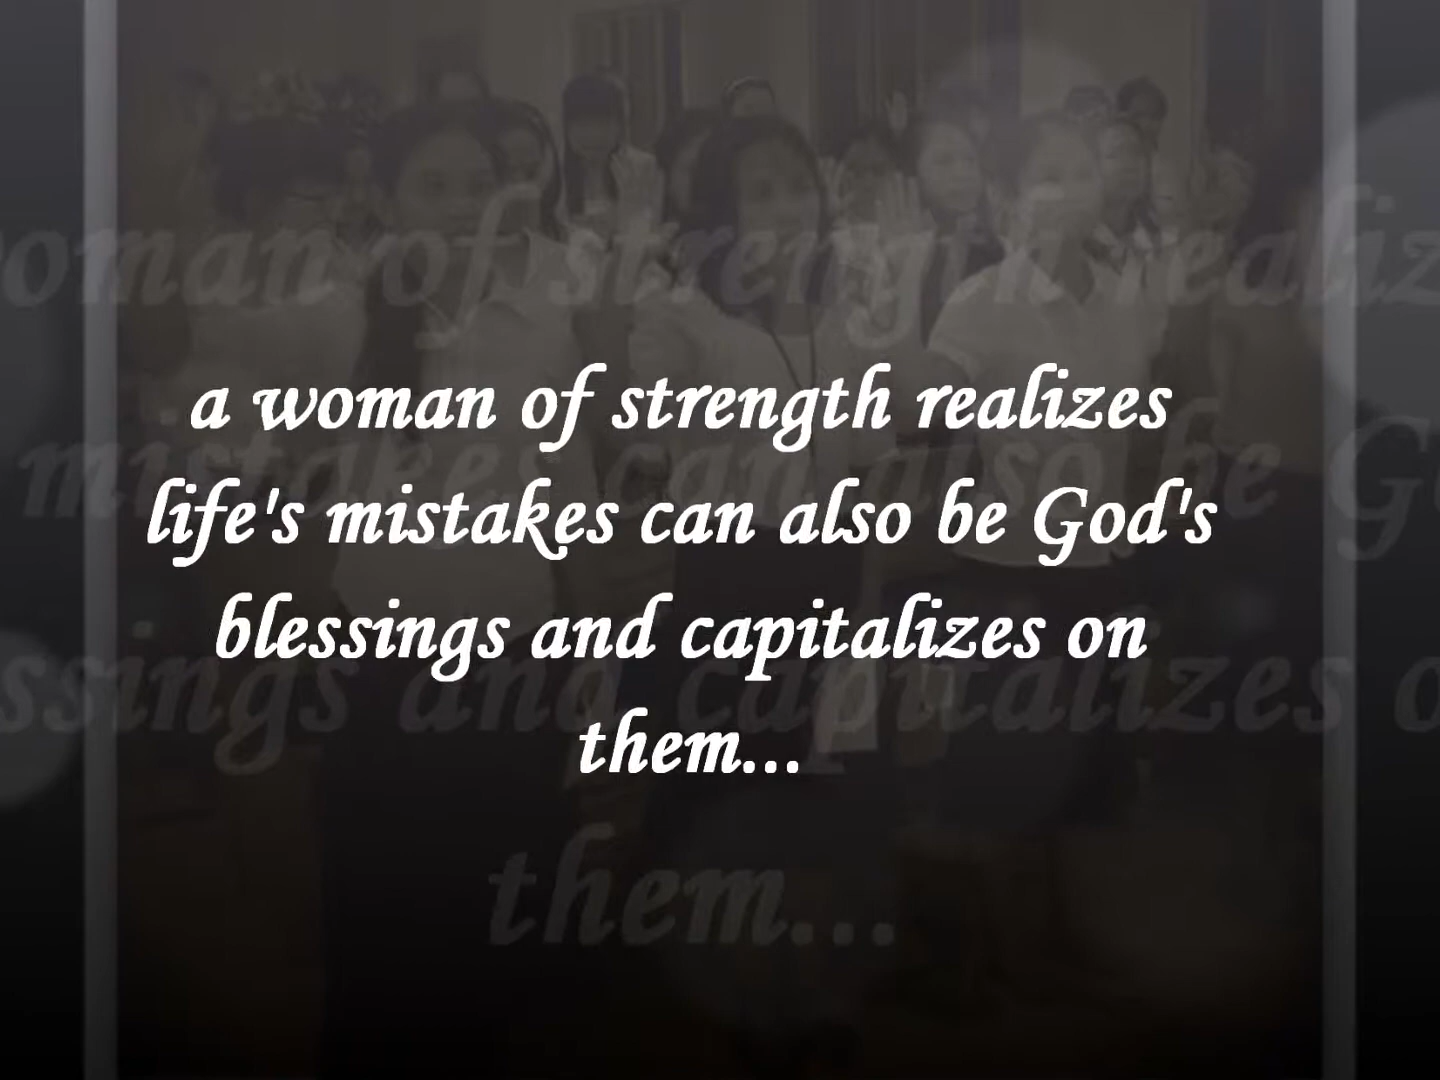 a woman of strength realizes
life's mistakes can also be God's
blessings and capitalizes on
them...